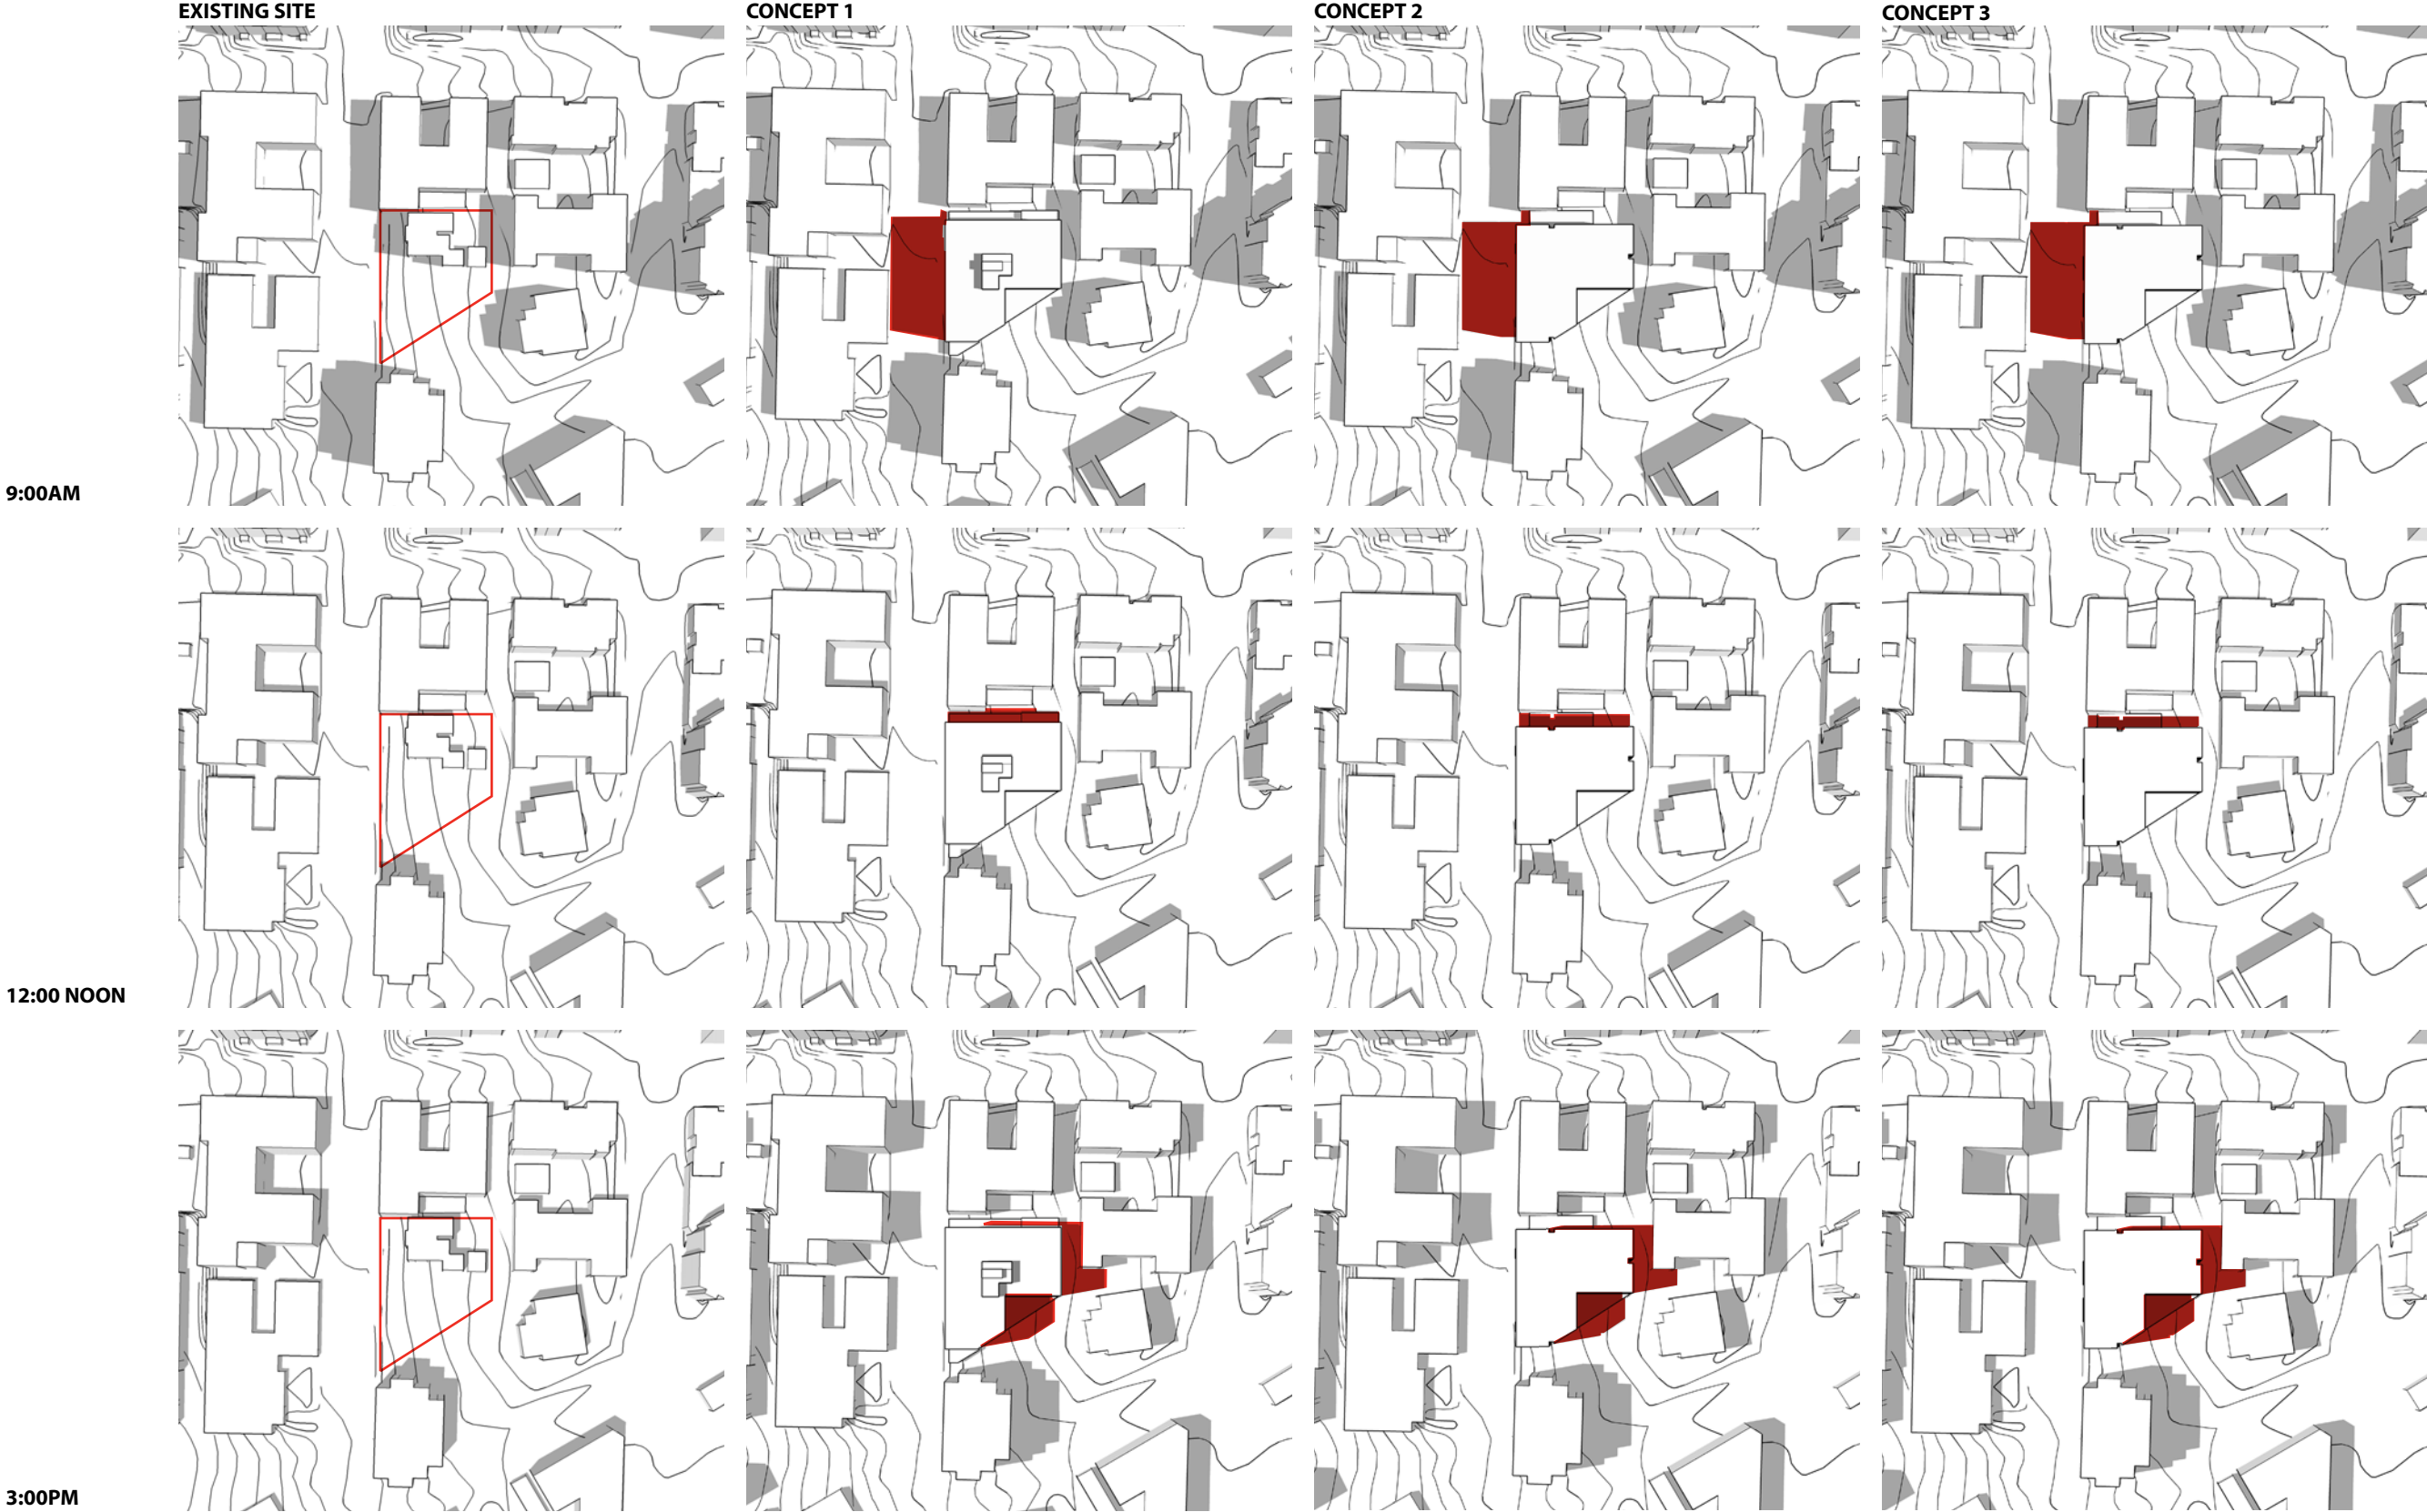 EXISTING SITE
CONCEPT 1
CONCEPT 2
CONCEPT 3
9:00AM
12:00 NOON
3:00PM